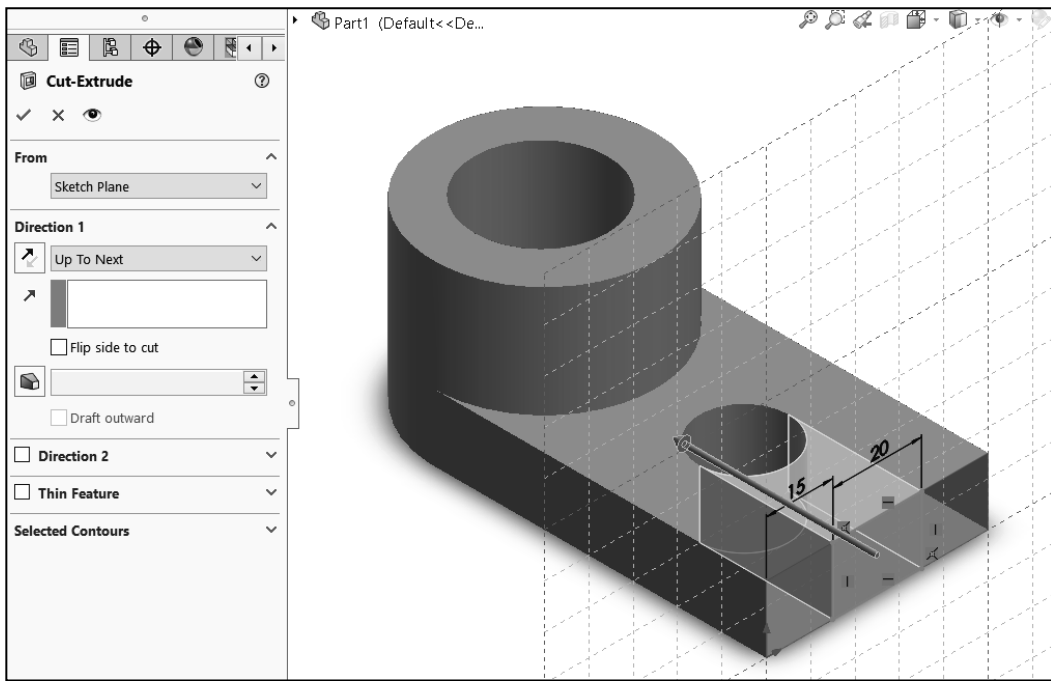 Part1 (Default<<De...
Cut-Extrude
From
Sketch Plane
Direction 1
Up To Next
Flip side to cut
Draft outward
Direction 2
Thin Feature
Selected Contours
20
15